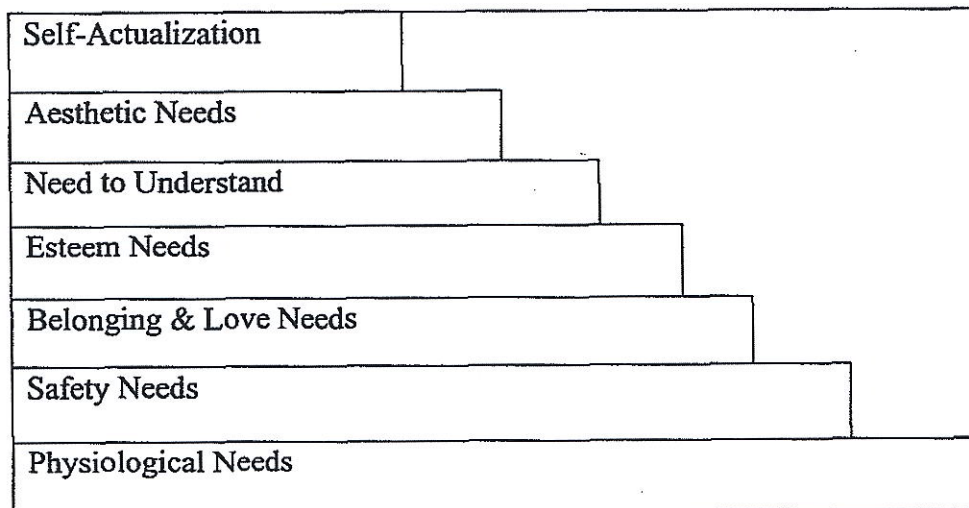 Self-Actualization
Aesthetic Needs
Need to Understand
Esteem Needs
Belonging & Love Needs
Safety Needs
Physiological Needs